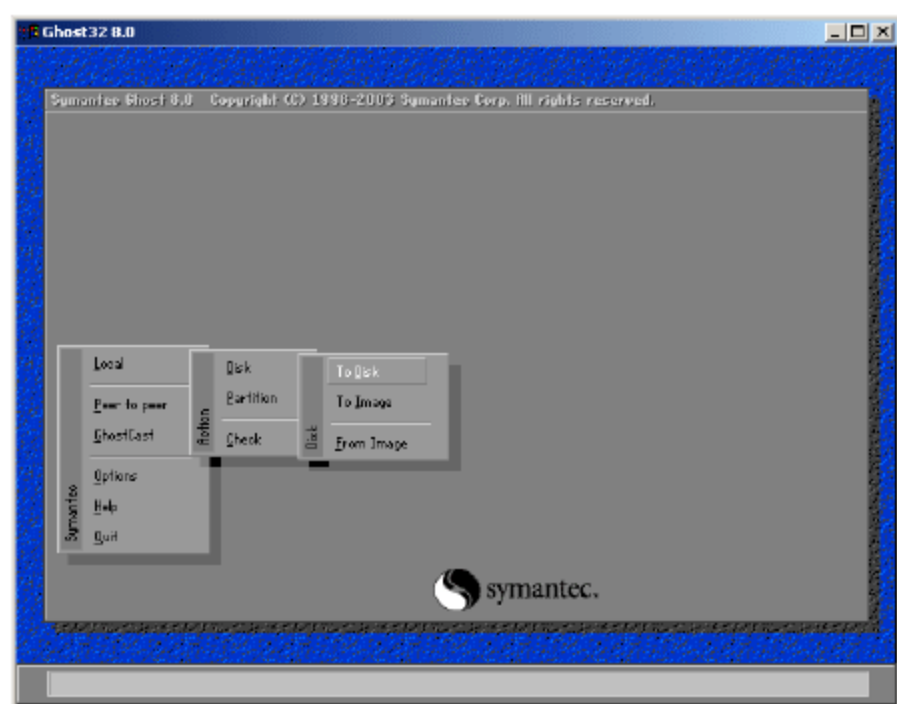 Ghost32 8.0
Symantec Ghost 8.0 Copyright (C) 1998-2003 Symantec Corp. All rights reserved.
Symantec
Local
Peer to peer
GhostCast
Options
Help
Quit
Action
Disk
Partition
Check
Disk
To Disk
To Image
From Image
symantec.